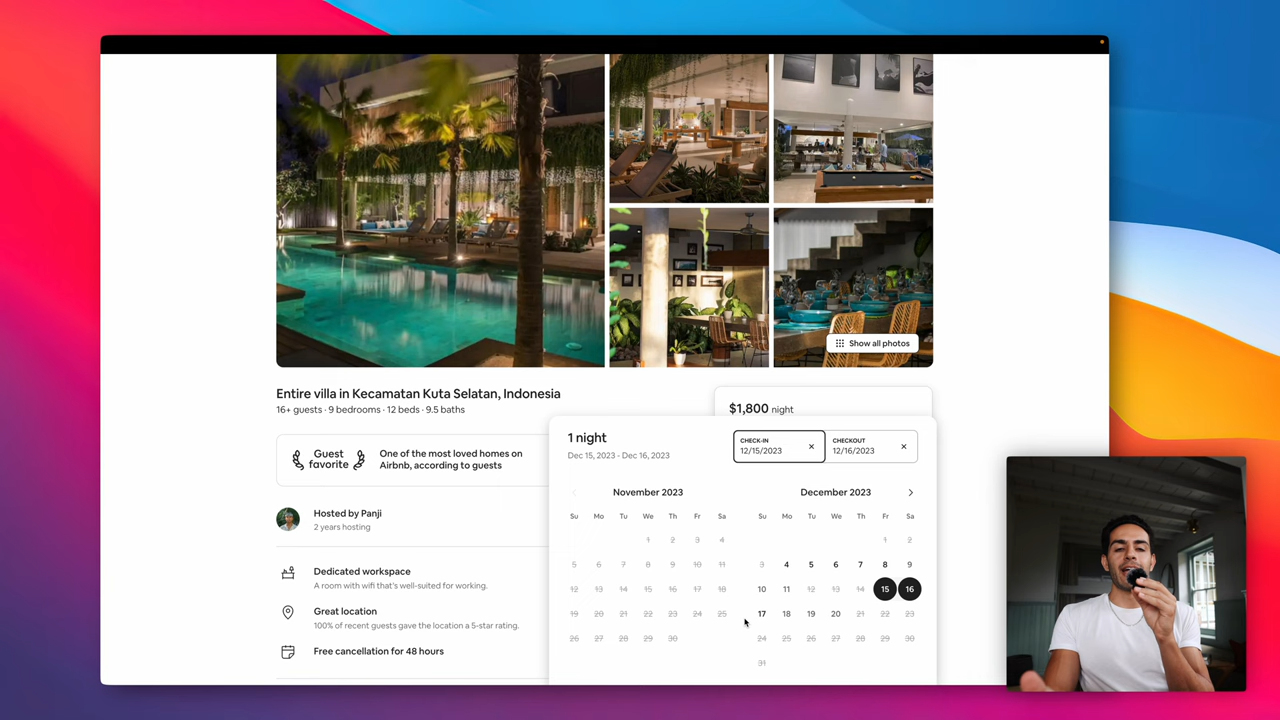 Show all photos
Entire villa in Kecamatan Kuta Selatan, Indonesia
16+ guests · 9 bedrooms · 12 beds · 9.5 baths
$1,800 night
Guest favorite
One of the most loved homes on
Airbnb, according to guests
1 night
Dec 15, 2023 - Dec 16, 2023
CHECK-IN
12/15/2023
CHECKOUT
12/16/2023
Hosted by Panji
2 years hosting
Dedicated workspace
A room with wifi that's well-suited for working.
Great location
100% of recent guests gave the location a 5-star rating.
Free cancellation for 48 hours
November 2023
Su Mo Tu We Th Fr Sa
1 2 3 4
5 6 7 8 9 10 11
12 13 14 15 16 17 18
19 20 21 22 23 24 25
26 27 28 29 30
December 2023
Su Mo Tu We Th Fr Sa
1 2
3 4 5 6 7 8 9
10 11 12 13 14 15 16
17 18 19 20 21 22 23
24 25 26 27 28 29 30
31